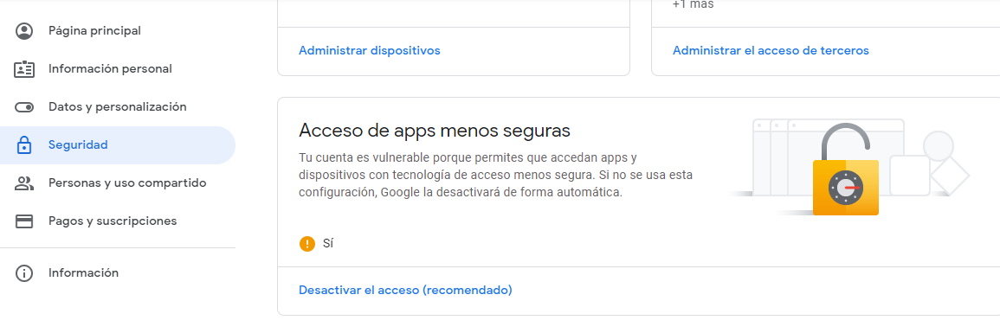 +1 más
Página principal
Información personal
Datos y personalización
Seguridad
Personas y uso compartido
Pagos y suscripciones
Información
Administrar dispositivos
Administrar el acceso de terceros
Acceso de apps menos seguras
Tu cuenta es vulnerable porque permites que accedan apps y
dispositivos con tecnología de acceso menos segura. Si no se usa esta
configuración, Google la desactivará de forma automática.
Sí
Desactivar el acceso (recomendado)